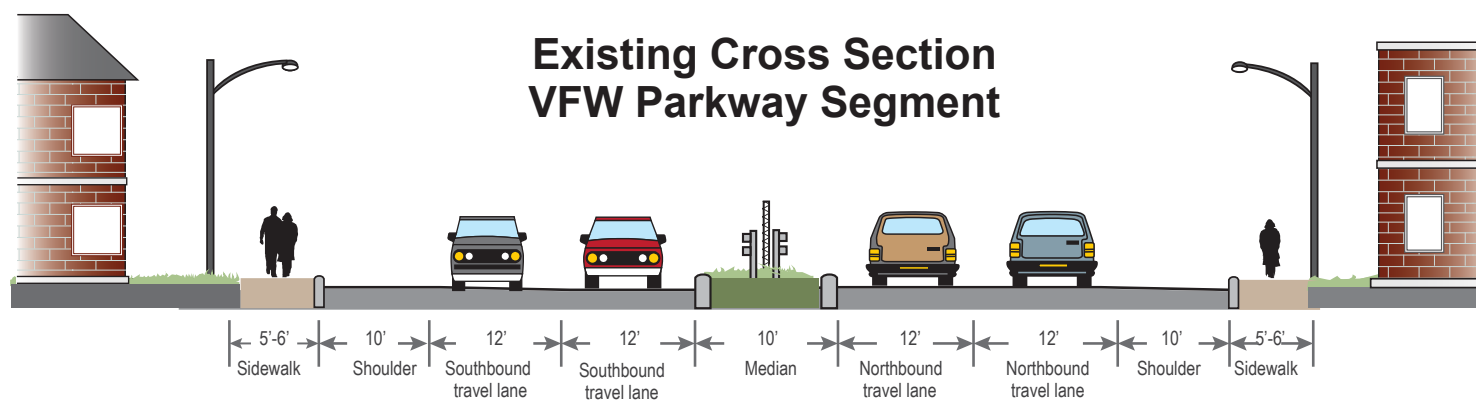 Existing Cross Section
VFW Parkway Segment
5’-6’ 10’ 12’ 12’ 10’ 12’ 12’ 10’ 5’-6’
Sidewalk Shoulder Southbound Southbound Median Northbound Northbound Shoulder Sidewalk
travel lane travel lane travel lane travel lane